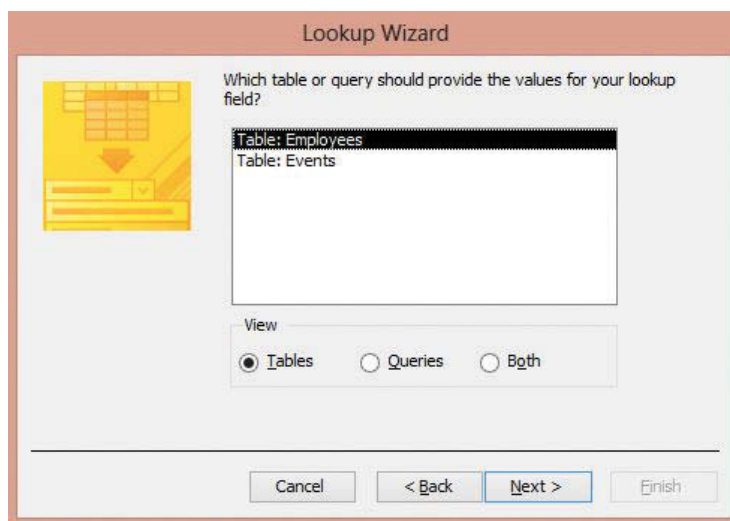 Lookup Wizard
Which table or query should provide the values for your lookup
field?
Table: Employees
Table: Events
View
Tables Queries Both
Cancel < Back Next > Finish